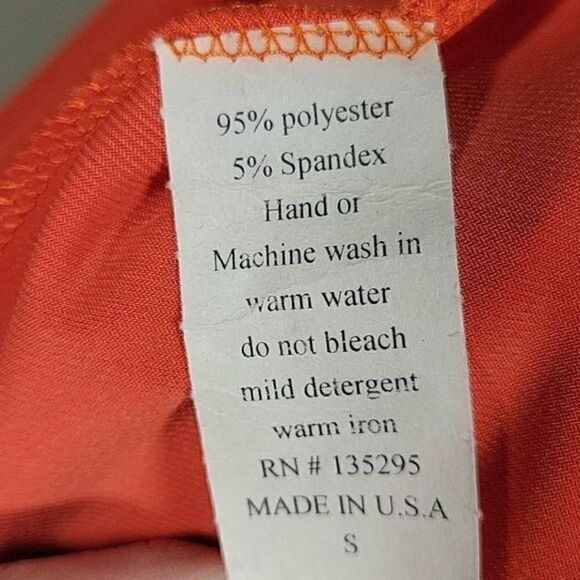 95% polyester
5% Spandex
Hand or
Machine wash in
warm water
do not bleach
mild detergent
warm iron
RN # 135295
MADE IN U.S.A
S